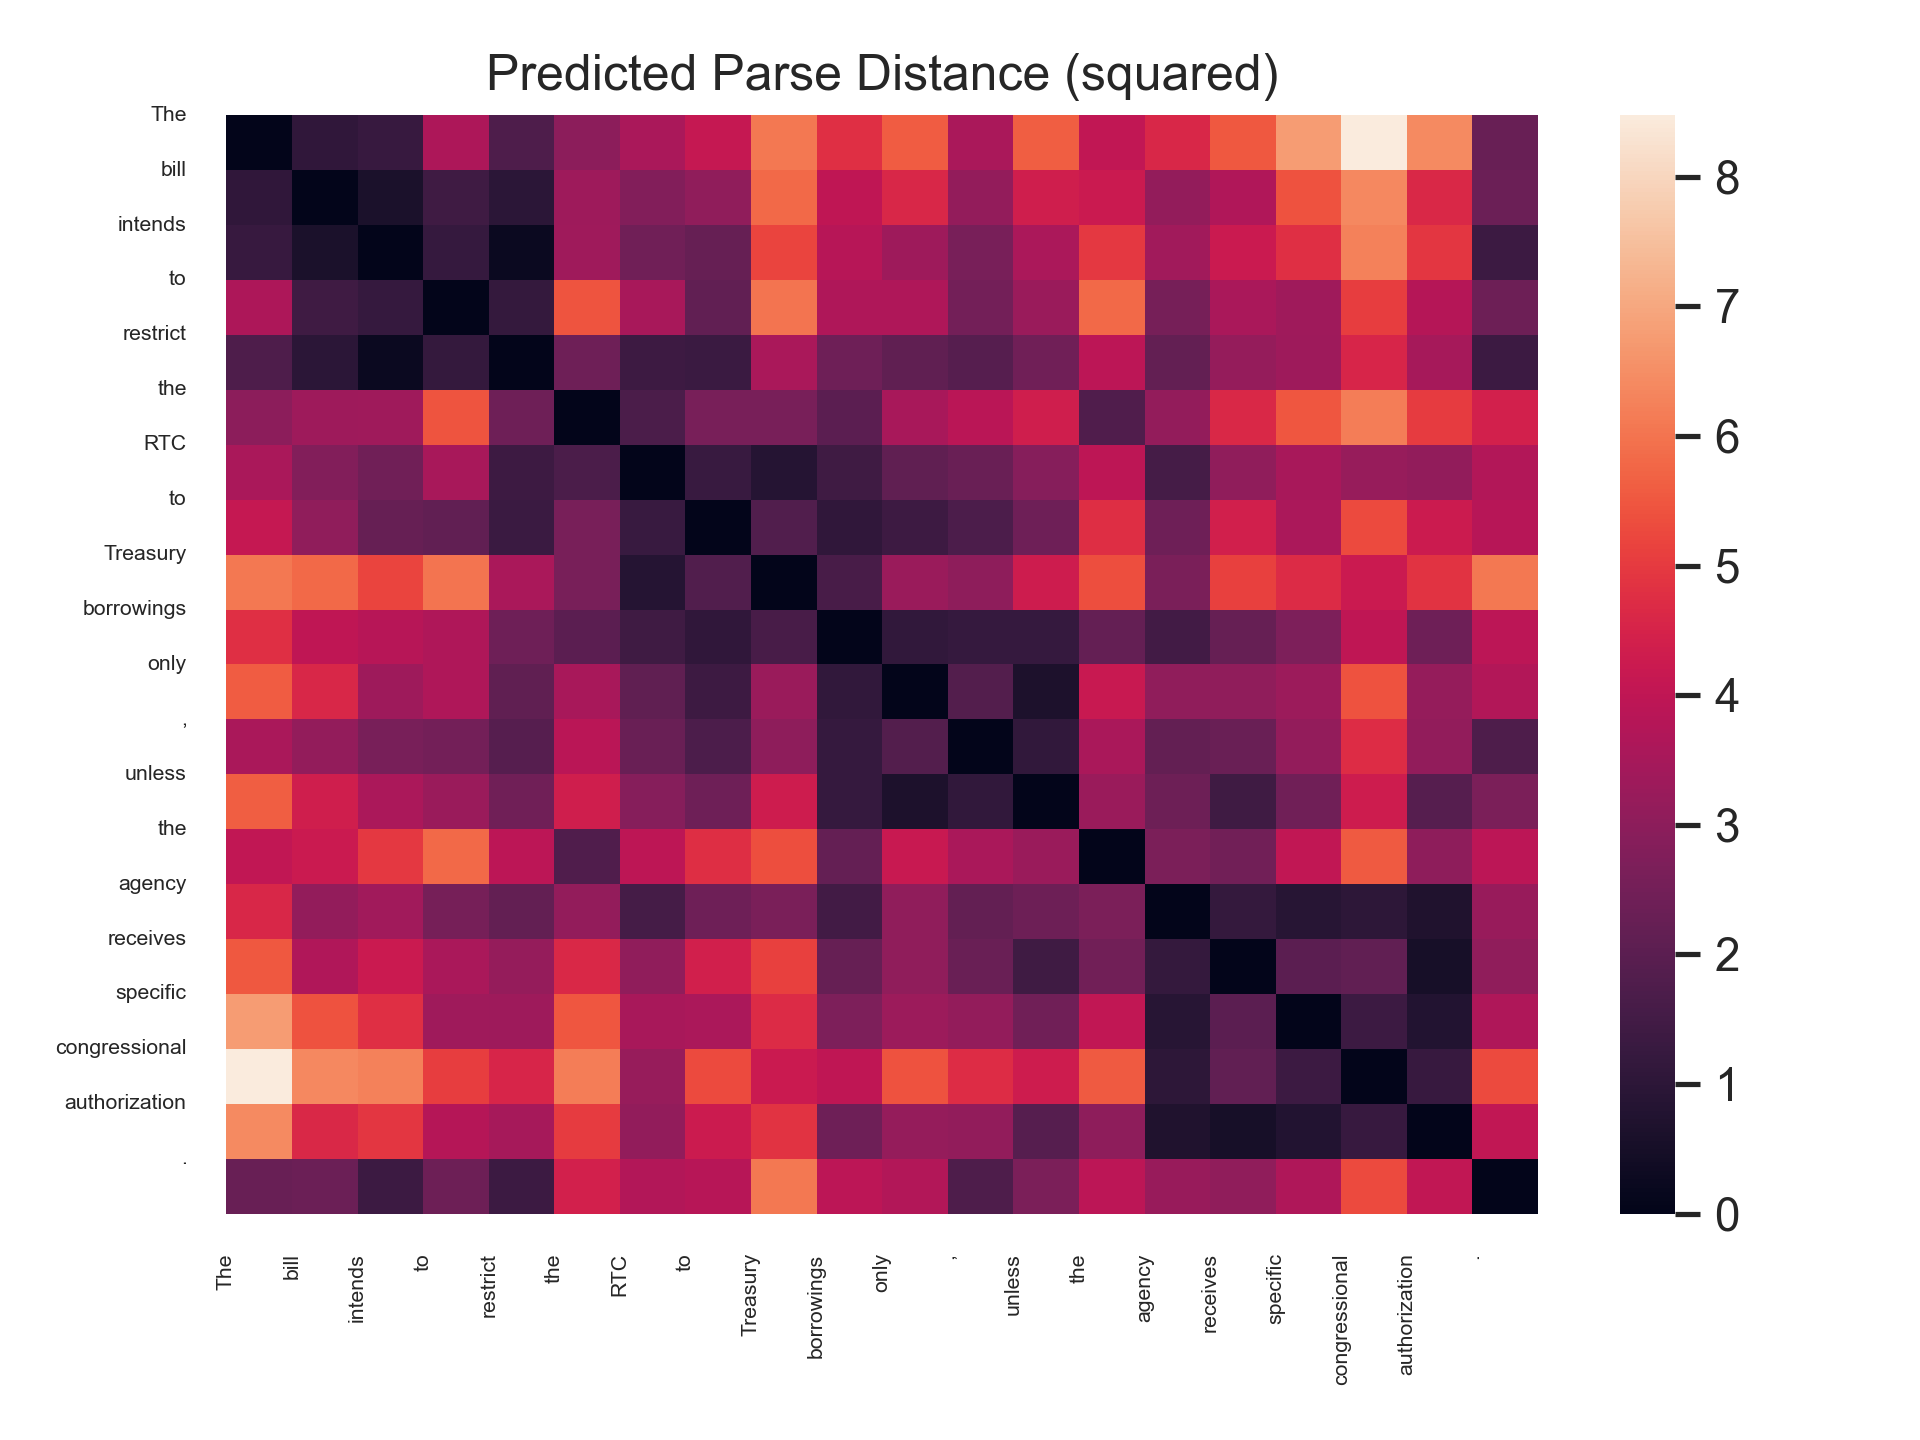 Predicted Parse Distance (squared)
The
bill
intends
to
restrict
the
RTC
to
Treasury
borrowings
only
,
unless
the
agency
receives
specific
congressional
authorization
.
8
7
6
5
4
3
2
1
0
The
bill
intends
to
restrict
the
RTC
to
Treasury
borrowings
only
,
unless
the
agency
receives
specific
congressional
authorization
.